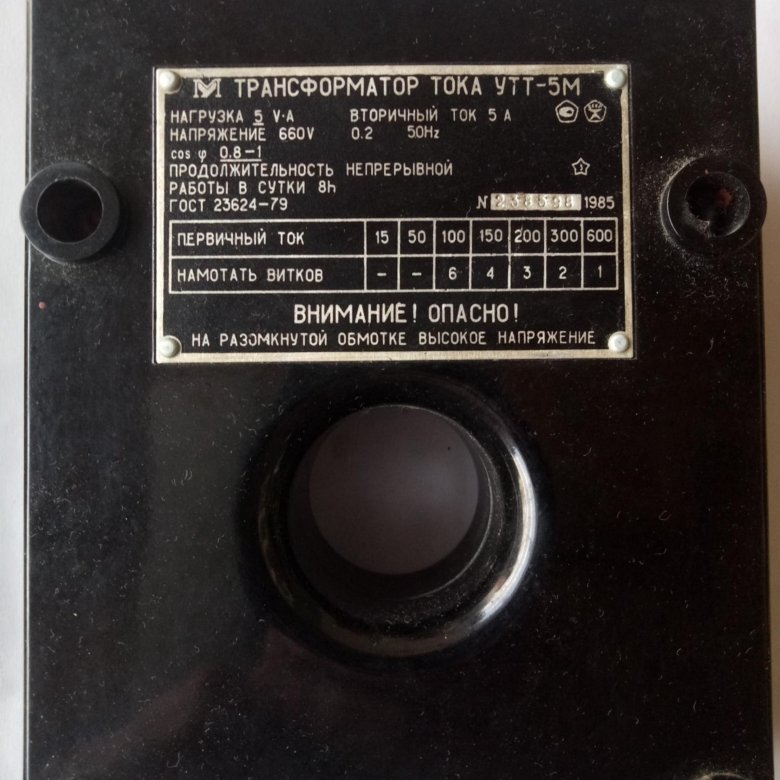 ТРАНСФОРМАТОР ТОКА УТТ-5М
НАГРУЗКА 5 V·A ВТОРИЧНЫЙ ТОК 5 А
НАПРЯЖЕНИЕ 660V 0.2 50Hz
cos φ 0.8-1
ПРОДОЛЖИТЕЛЬНОСТЬ НЕПРЕРЫВНОЙ
РАБОТЫ В СУТКИ 8h
ГОСТ 23624-79 N 1985
ПЕРВИЧНЫЙ ТОК 15 50 100 150 200 300 600
НАМОТАТЬ ВИТКОВ - - 6 4 3 2 1
ВНИМАНИЕ! ОПАСНО!
НА РАЗОМКНУТОЙ ОБМОТКЕ ВЫСОКОЕ НАПРЯЖЕНИЕ